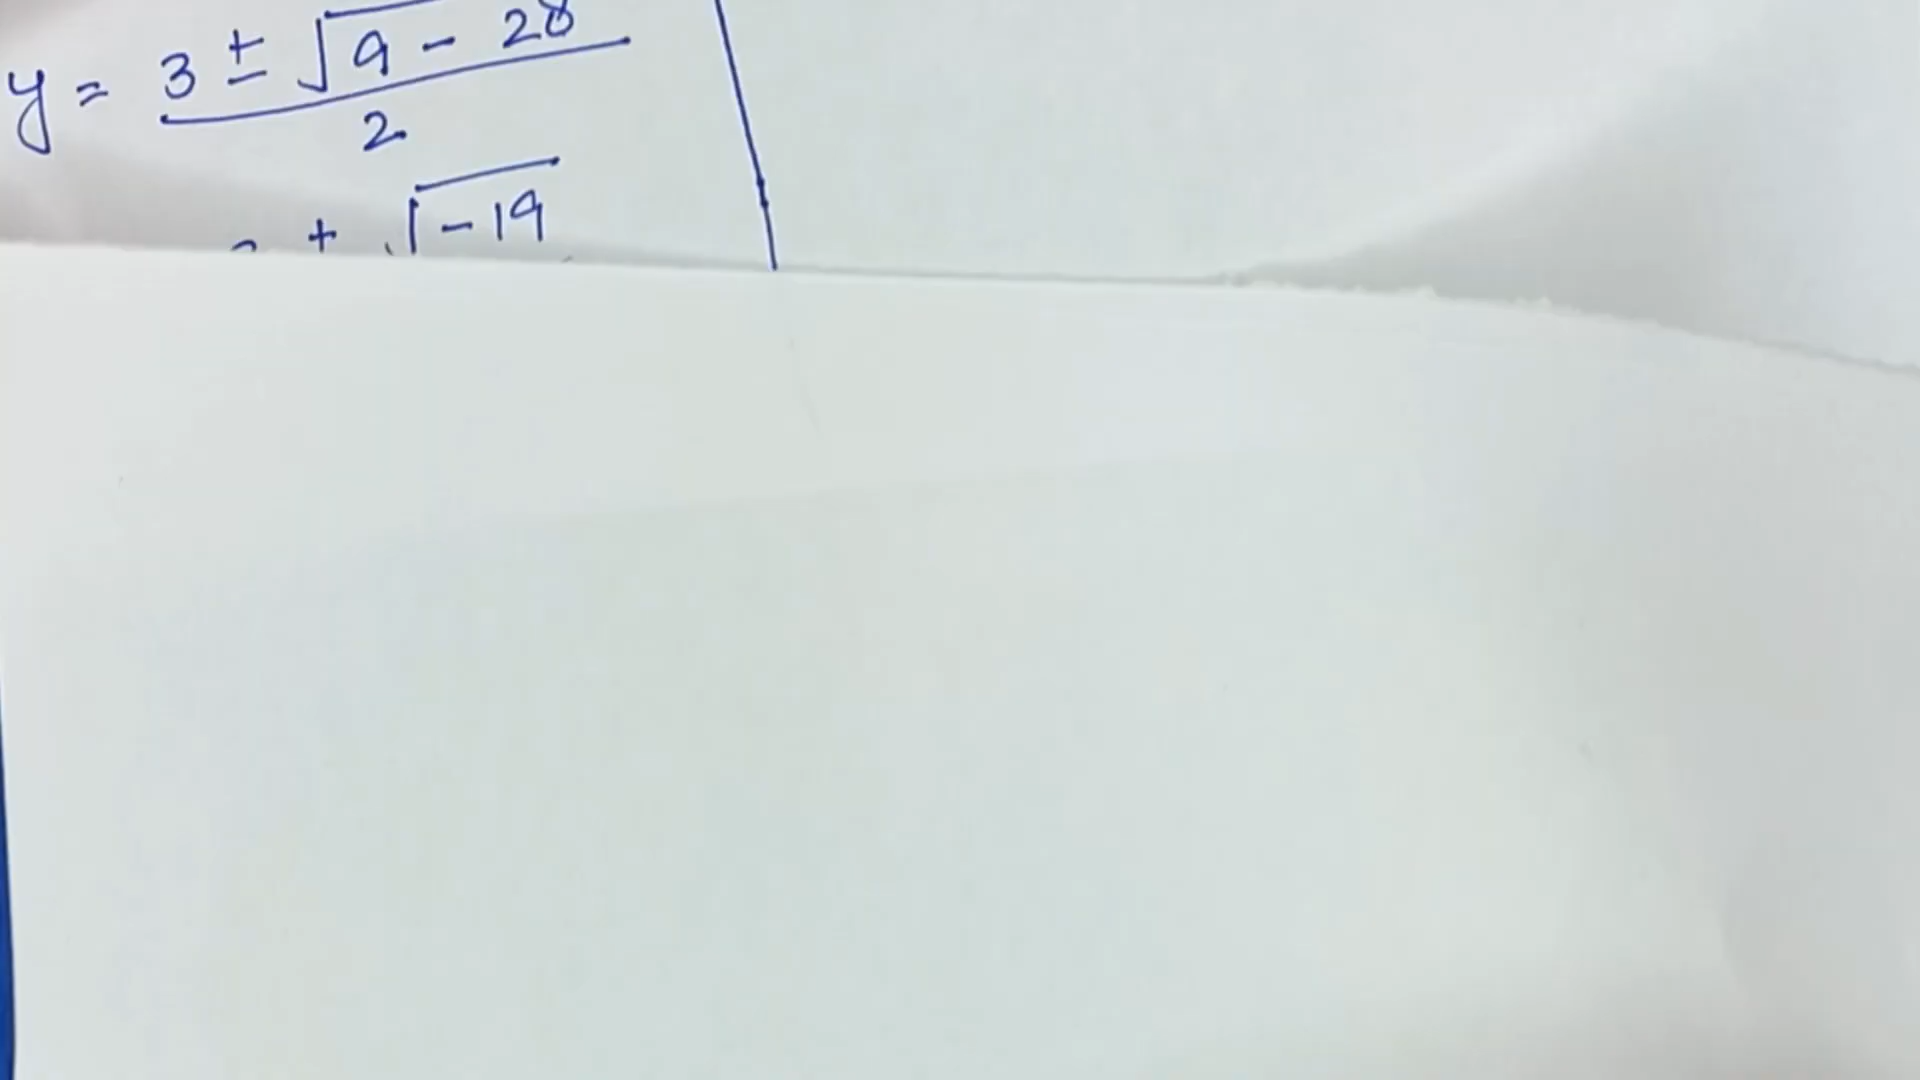 y = 3 ± √9 - 28
2
+ √-19